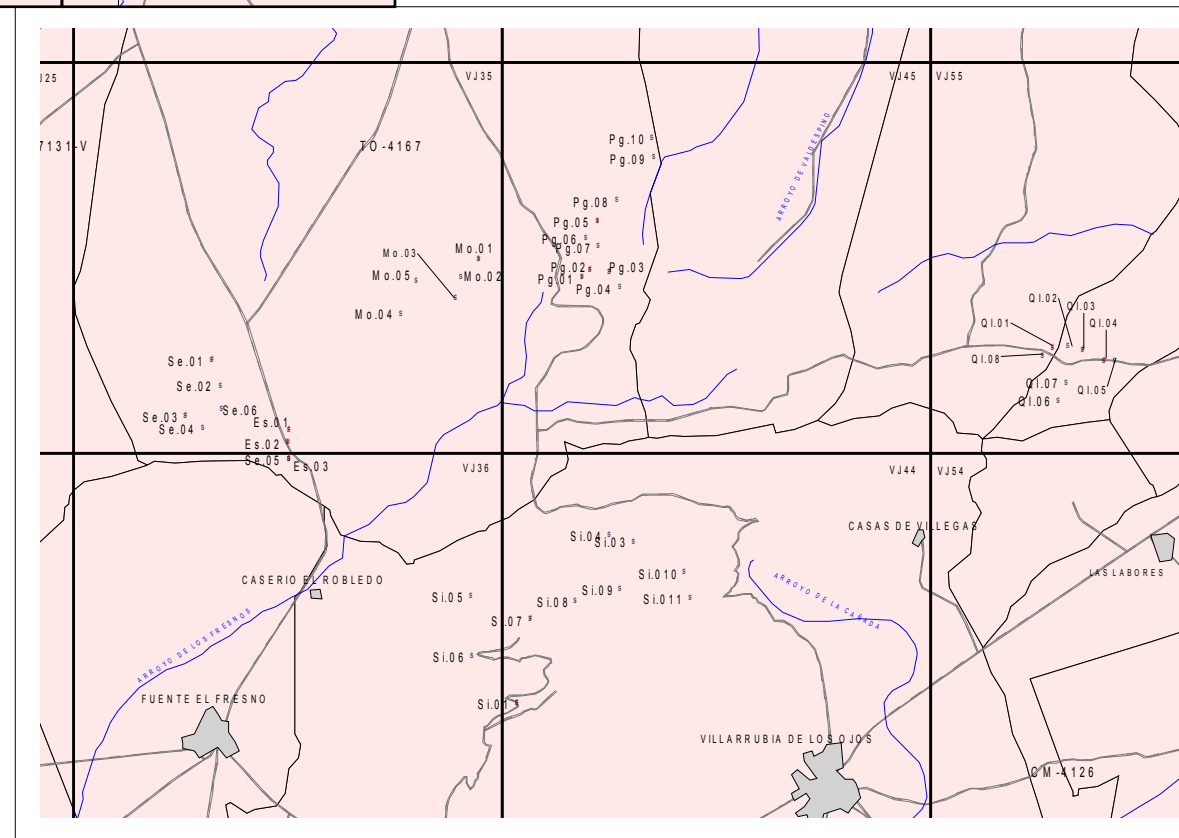 J25
VJ35
VJ45
VJ55
7131-V
TO-4167
ARROYO DE VALDESPINO
Pg.10 s
Pg.09 s
Pg.08 s
Pg.05 s
Pg.06 s
Pg.07 s
Pg.02 s
Pg.03 s
Pg.01 s
Pg.04 s
Mo.01 s
Mo.03 s
Mo.05 s
Mo.02 s
Mo.04 s
Ql.02 s
Ql.03 s
Ql.01 s
Ql.04 s
Ql.08 s
Ql.07 s
Ql.05 s
Ql.06 s
Se.01 s
Se.02 s
Se.03 s
Se.06 s
Se.04 s
Es.01 s
Es.02 s
Se.05 s
Es.03
VJ36
VJ44
VJ54
Si.04 s
Si.03 s
CASAS DE VILLEGAS
LAS LABORES
CASERIO EL ROBLEDO
Si.010 s
Si.011 s
Si.09 s
Si.08 s
Si.05 s
Si.07 s
Si.06 s
Si.01 s
ARROYO DE LA CAÑADA
ARROYO DE LOS FRESNOS
FUENTE EL FRESNO
VILLARRUBIA DE LOS OJOS
CM-4126